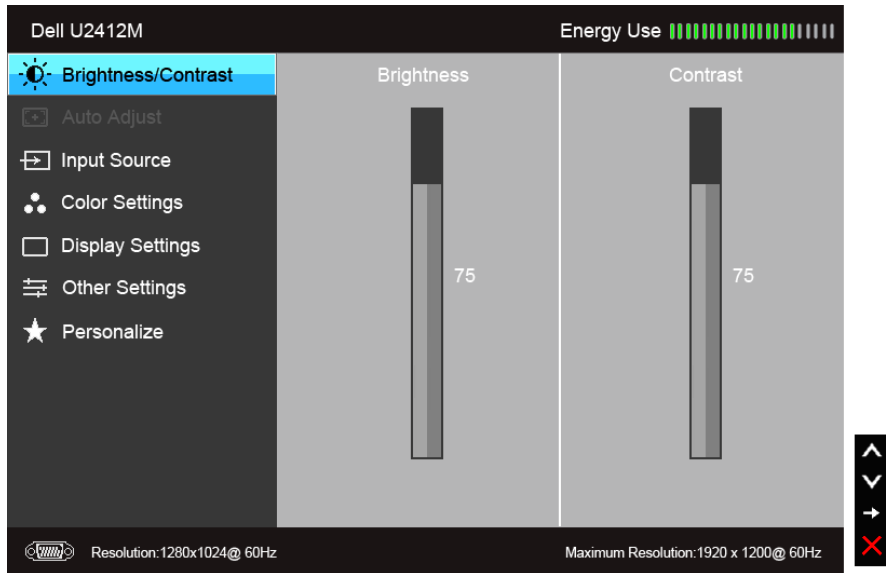 Dell U2412M
Energy Use
Brightness/Contrast
Auto Adjust
Input Source
Color Settings
Display Settings
Other Settings
Personalize
Brightness
75
Contrast
75
Resolution:1280x1024@ 60Hz
Maximum Resolution:1920 x 1200@ 60Hz